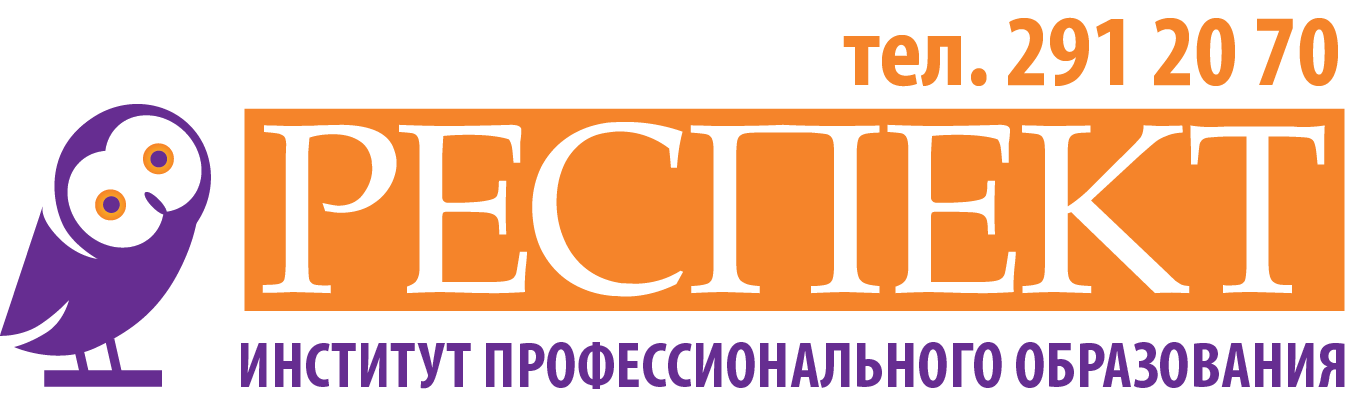 тел. 291 20 70
РЕСПЕКТ
ИНСТИТУТ ПРОФЕССИОНАЛЬНОГО ОБРАЗОВАНИЯ